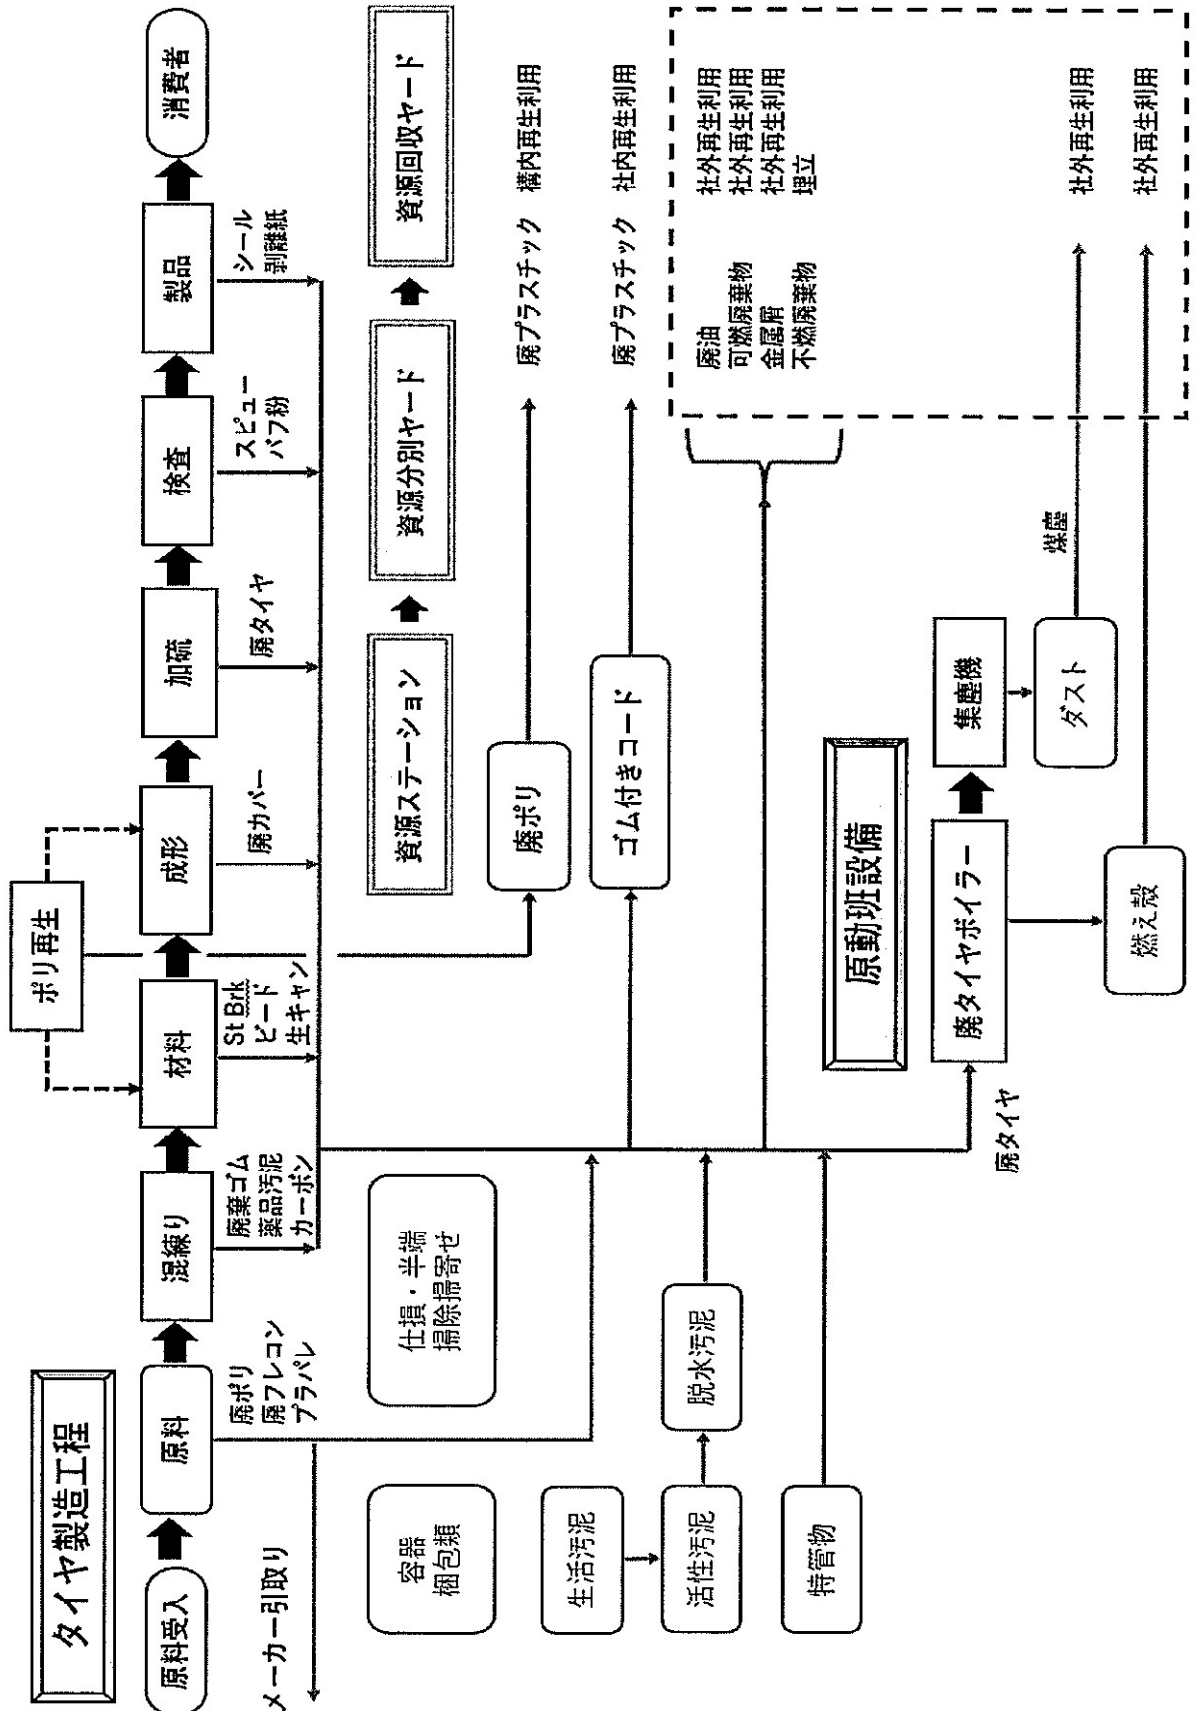 タイヤ製造工程
原料受入
原料
混練り
材料
成形
加硫
検査
製品
消費者
ポリ再生
メーカー引取り
廃ポリ
廃フレコン
プラパレ
廃棄ゴム
薬品汚泥
カーボン
St Brk
ビード
生キャン
廃カバー
廃タイヤ
スピュー
バフ粉
シール
剥離紙
容器
梱包類
仕損・半端
掃除掃寄せ
資源ステーション
資源分別ヤード
資源回収ヤード
廃ポリ
廃プラスチック 構内再生利用
ゴム付きコード
廃プラスチック 社内再生利用
生活汚泥
活性汚泥
脱水汚泥
特管物
廃油 社外再生利用
可燃廃棄物 社外再生利用
金属屑 社外再生利用
不燃廃棄物 埋立
原動班設備
廃タイヤ
廃タイヤボイラー
集塵機
ダスト
煤塵
社外再生利用
燃え殻
社外再生利用